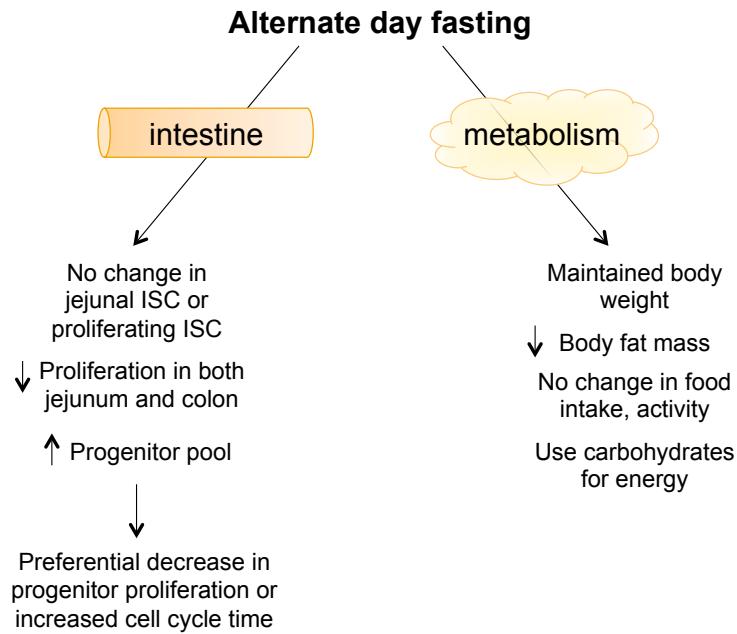 Alternate day fasting
intestine
metabolism
No change in
jejunal ISC or
proliferating ISC
↓ Proliferation in both
jejunum and colon
↑ Progenitor pool
Preferential decrease in
progenitor proliferation or
increased cell cycle time
Maintained body
weight
↓ Body fat mass
No change in food
intake, activity
Use carbohydrates
for energy